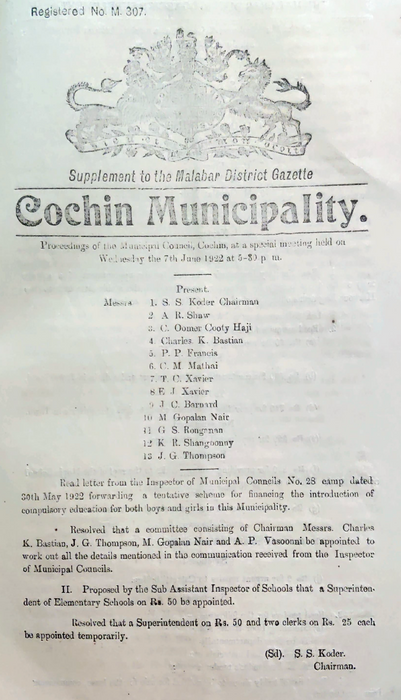 Registered No. M. 307.
Supplement to the Malabar District Gazette
Cochin Municipality.
Proceedings of the Municipal Council, Cochin, at a special meeting held on
Wednesday the 7th June 1922 at 5-30 p. m.
Present.
Messrs 1. S. S. Koder Chairman
2 A R. Shaw
3. C. Oomer Cooty Haji
4. Charles. K. Bastian
5. P. P. Francis
6. C. M Mathai
7. T. C. Xavier
8 E J. Xavier
9 J C. Barnard
10 M Gopalan Nair
11 G S. Rongenan
12 K R. Shangoonny
13 J G. Thompson
Read letter from the Inspector of Municipal Councils No. 28 camp dated
30th May 1922 forwarding a tentative scheme for financing the introduction of
compulary education for both boys and girls in this Municipality.
Resolved that a committee consisting of Chairman Messrs. Charles
K. Bastian, J. G. Thompson, M. Gopalan Nair and A. P. Vasoonni be appointed to
work out all the details mentioned in the communication received from the Inspector
of Municipal Councils.
II. Proposed by the Sub Assistant Inspector of Schools that a Superinten-
dent of Elementary Schools on Rs. 50 be appointed.
Resolved that a Superintendent on Rs. 50 and two clerks on Rs. 25 each
be appointed temporarily.
(Sd). S. S. Koder.
Chairman.